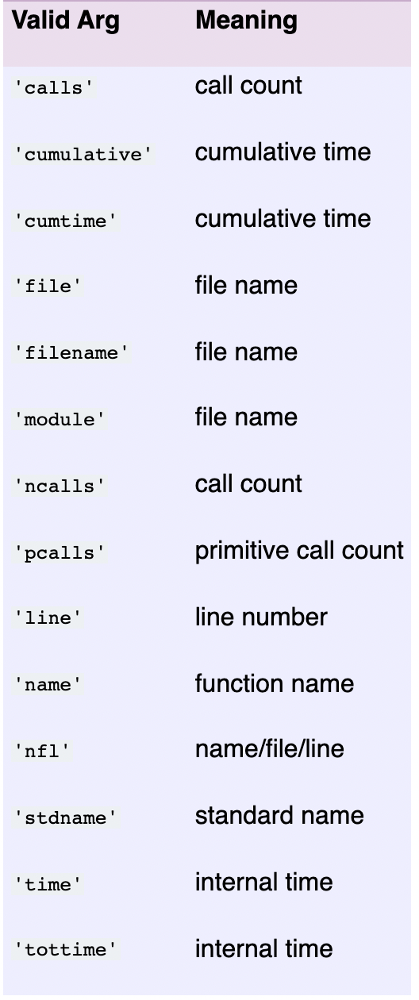 Valid Arg Meaning
'calls' call count
'cumulative' cumulative time
'cumtime' cumulative time
'file' file name
'filename' file name
'module' file name
'ncalls' call count
'pcalls' primitive call count
'line' line number
'name' function name
'nfl' name/file/line
'stdname' standard name
'time' internal time
'tottime' internal time